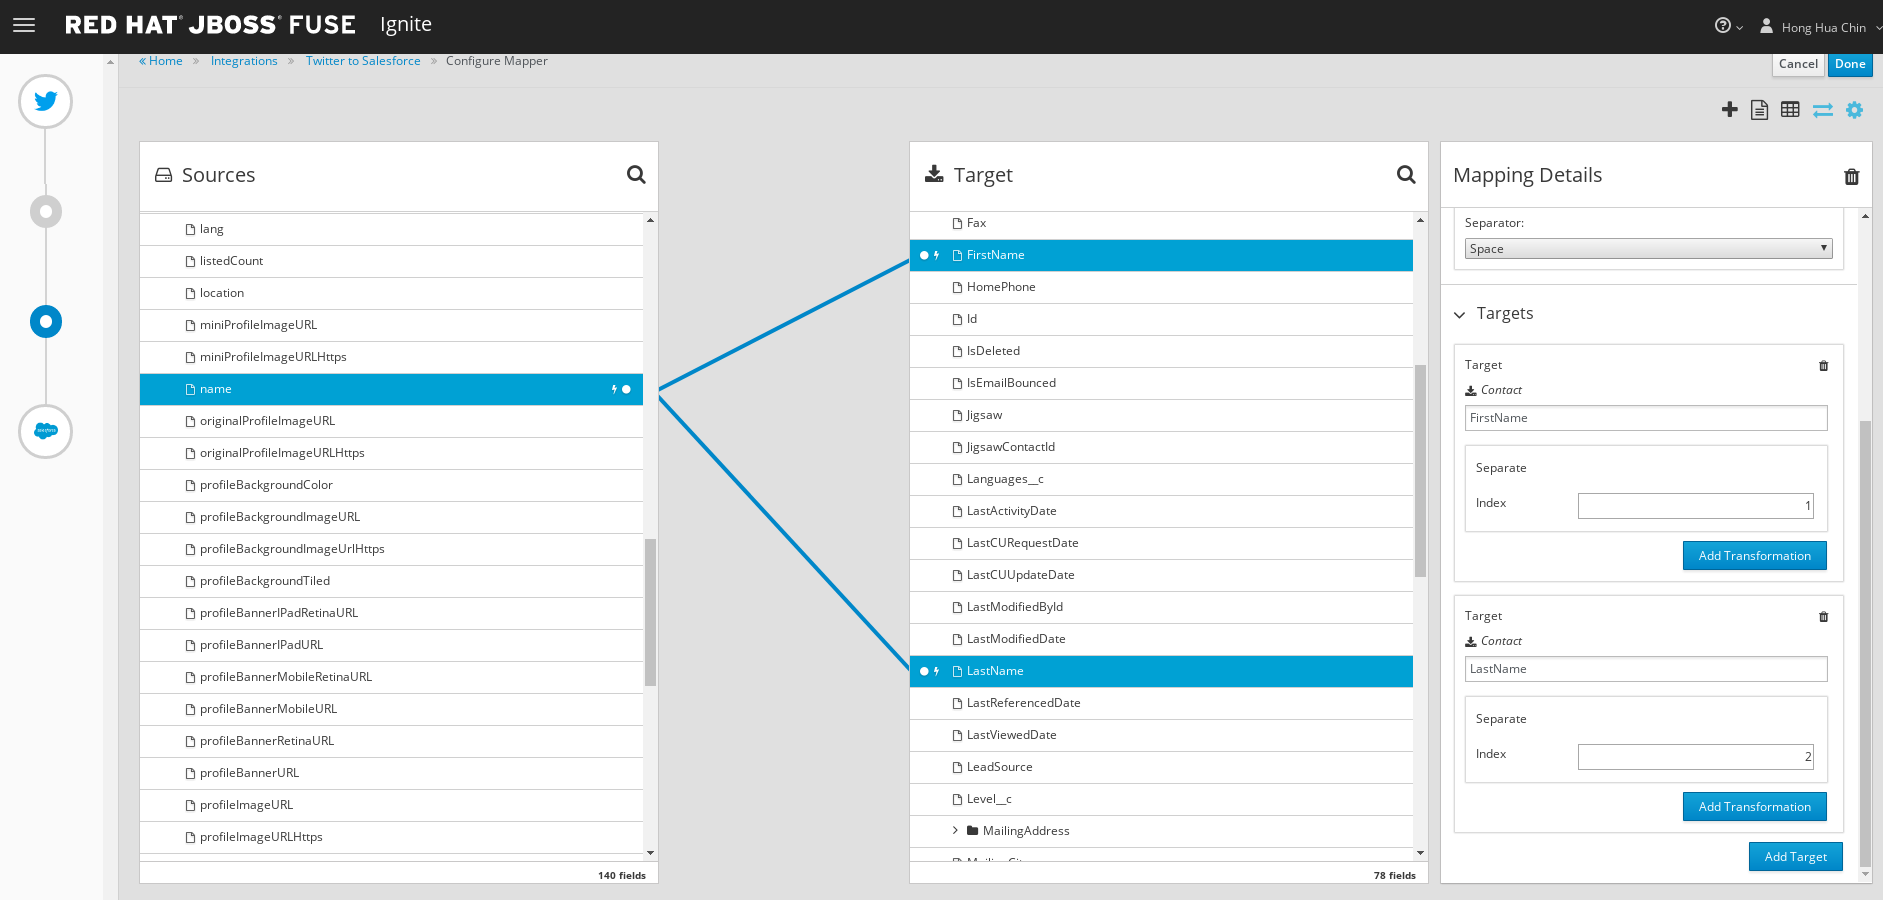 RED HAT® JBOSS® FUSE Ignite
Hong Hua Chin
« Home » Integrations » Twitter to Salesforce » Configure Mapper
Cancel Done
Sources
lang
listedCount
location
miniProfileImageURL
miniProfileImageURLHttps
name
originalProfileImageURL
originalProfileImageURLHttps
profileBackgroundColor
profileBackgroundImageURL
profileBackgroundImageUrlHttps
profileBackgroundTiled
profileBannerIPadRetinaURL
profileBannerIPadURL
profileBannerMobileRetinaURL
profileBannerMobileURL
profileBannerRetinaURL
profileBannerURL
profileImageURL
profileImageURLHttps
140 fields
Target
Fax
FirstName
HomePhone
Id
IsDeleted
IsEmailBounced
Jigsaw
JigsawContactId
Languages__c
LastActivityDate
LastCURequestDate
LastCUUpdateDate
LastModifiedById
LastModifiedDate
LastName
LastReferencedDate
LastViewedDate
LeadSource
Level__c
MailingAddress
78 fields
Mapping Details
Separator:
Space
Targets
Target
Contact
FirstName
Separate
Index 1
Add Transformation
Target
Contact
LastName
Separate
Index 2
Add Transformation
Add Target